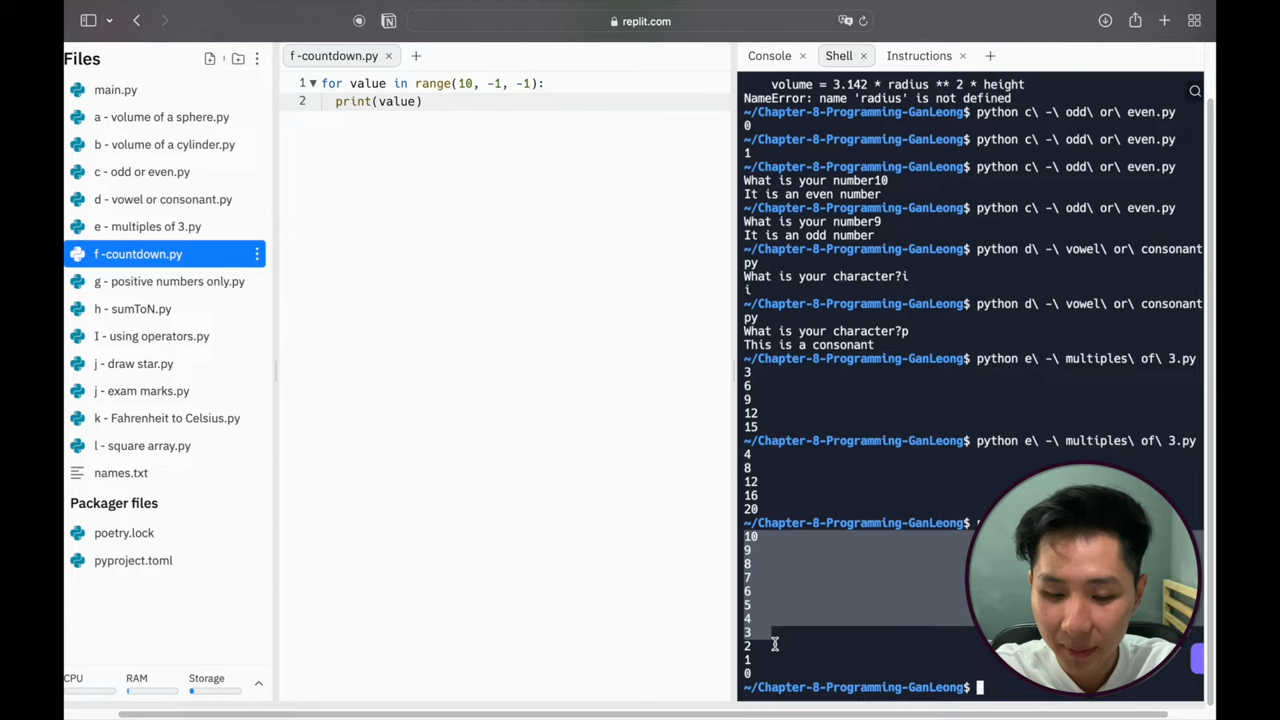 replit.com
Files
main.py
a - volume of a sphere.py
b - volume of a cylinder.py
c - odd or even.py
d - vowel or consonant.py
e - multiples of 3.py
f -countdown.py
g - positive numbers only.py
h - sumToN.py
I - using operators.py
j - draw star.py
j - exam marks.py
k - Fahrenheit to Celsius.py
l - square array.py
names.txt
Packager files
poetry.lock
pyproject.toml
CPU RAM Storage
f -countdown.py
1 for value in range(10, -1, -1):
2 print(value)
Console Shell Instructions
volume = 3.142 * radius ** 2 * height
NameError: name 'radius' is not defined
~/Chapter-8-Programming-GanLeong$ python c\ -\ odd\ or\ even.py
0
~/Chapter-8-Programming-GanLeong$ python c\ -\ odd\ or\ even.py
1
~/Chapter-8-Programming-GanLeong$ python c\ -\ odd\ or\ even.py
What is your number10
It is an even number
~/Chapter-8-Programming-GanLeong$ python c\ -\ odd\ or\ even.py
What is your number9
It is an odd number
~/Chapter-8-Programming-GanLeong$ python d\ -\ vowel\ or\ consonant
py
What is your character?i
i
~/Chapter-8-Programming-GanLeong$ python d\ -\ vowel\ or\ consonant
py
What is your character?p
This is a consonant
~/Chapter-8-Programming-GanLeong$ python e\ -\ multiples\ of\ 3.py
3
6
9
12
15
~/Chapter-8-Programming-GanLeong$ python e\ -\ multiples\ of\ 3.py
4
8
12
16
20
~/Chapter-8-Programming-GanLeong$
10
9
8
7
6
5
4
3
2
1
0
~/Chapter-8-Programming-GanLeong$